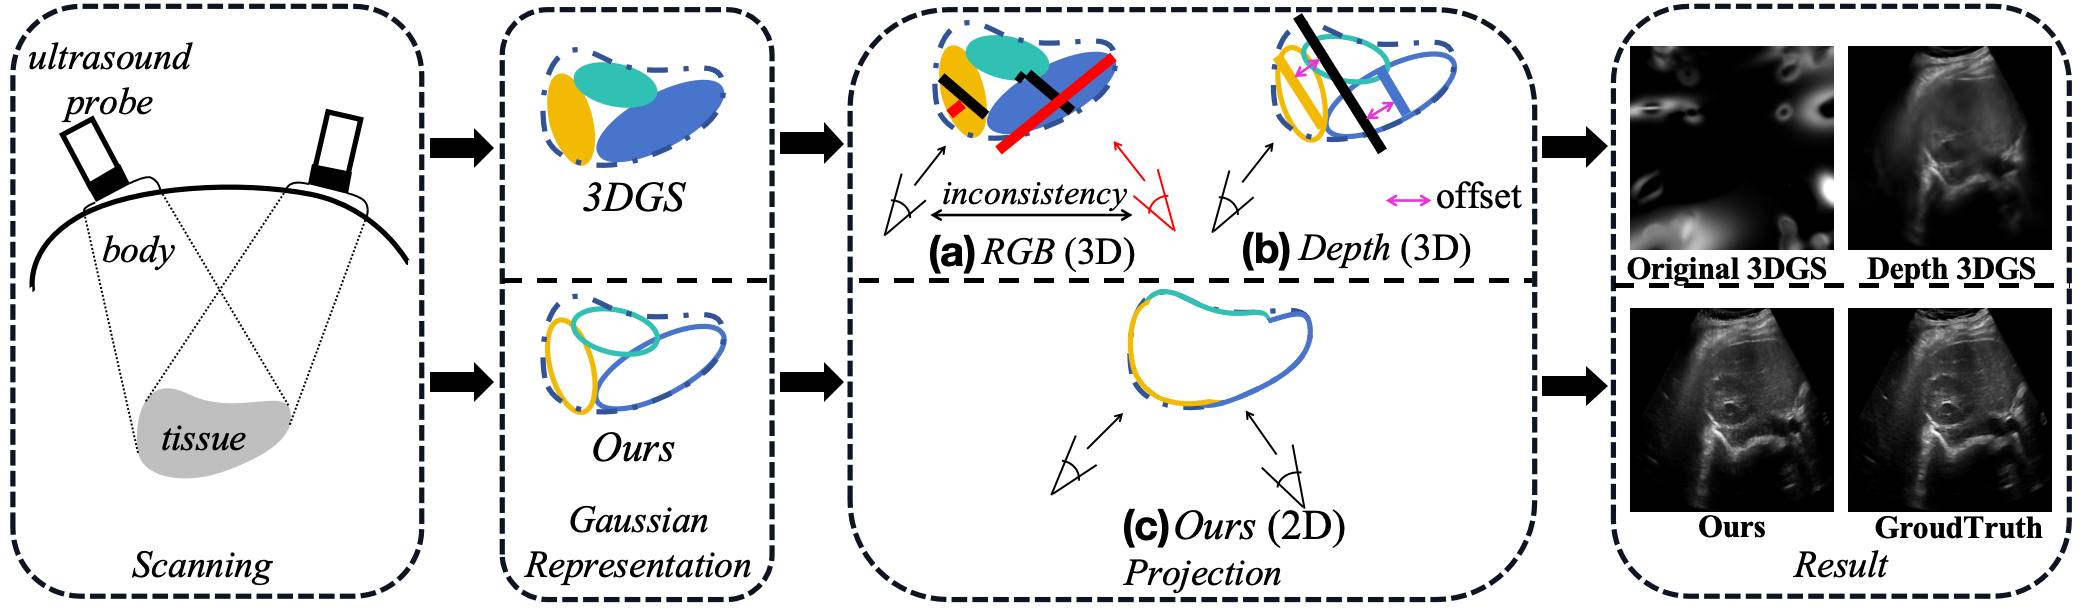 ultrasound
probe
body
tissue
Scanning
3DGS
Ours
Gaussian
Representation
inconsistency
(a) RGB (3D)
offset
(b) Depth (3D)
(c) Ours (2D)
Projection
Original 3DGS
Depth 3DGS
Ours
GroudTruth
Result